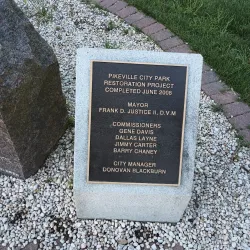 PIKEVILLE CITY PARK
RESTORATION PROJECT
COMPLETED JUNE 2008
MAYOR
FRANK D. JUSTICE II, D.V.M
COMMISSIONERS
GENE DAVIS
DALLAS LAYNE
JIMMY CARTER
BARRY CHANEY
CITY MANAGER
DONOVAN BLACKBURN